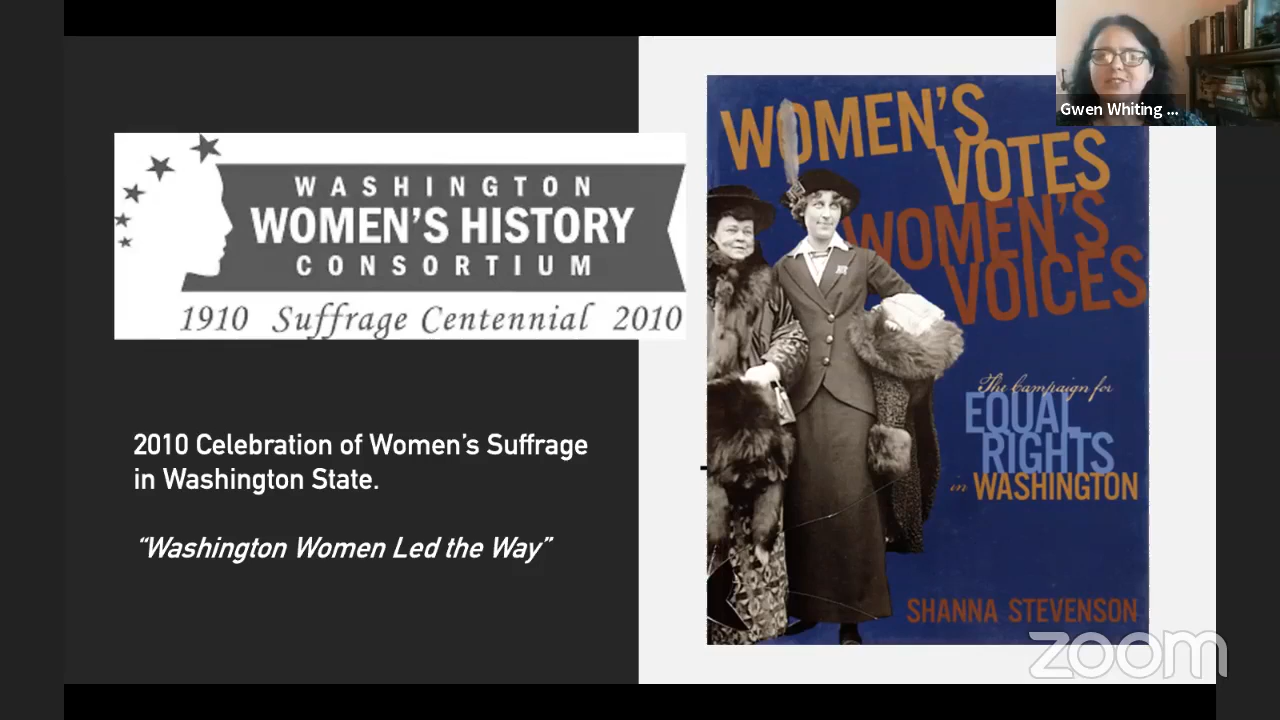 WASHINGTON
WOMEN'S HISTORY
CONSORTIUM
1910 Suffrage Centennial 2010
2010 Celebration of Women's Suffrage
in Washington State.
“Washington Women Led the Way”
WOMEN'S
VOTES
WOMEN'S
VOICES
The Campaign for
EQUAL
RIGHTS
in WASHINGTON
SHANNA STEVENSON
Gwen Whiting ...
zoom